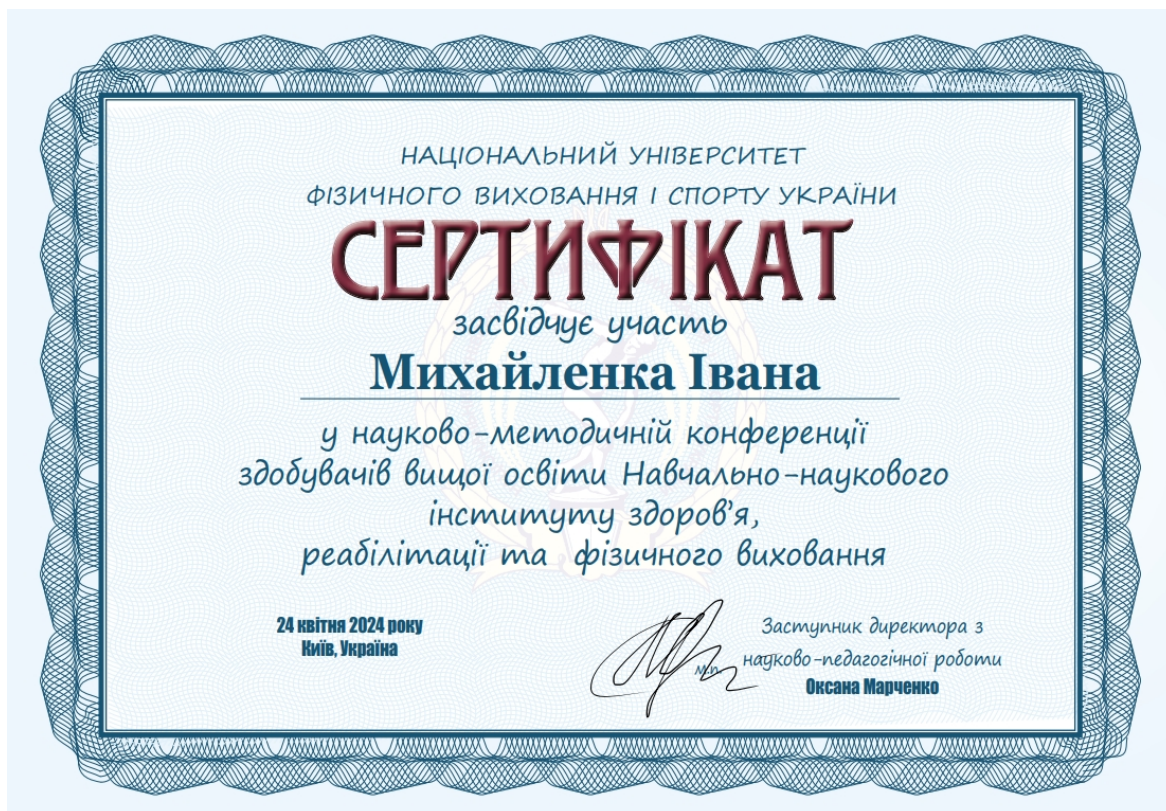 НАЦІОНАЛЬНИЙ УНІВЕРСИТЕТ
ФІЗИЧНОГО ВИХОВАННЯ І СПОРТУ УКРАЇНИ
СЕРТИФІКАТ
засвідчує участь
Михайленка Івана
у науково-методичній конференції
здобувачів вищої освіти Навчально-наукового
інституту здоров'я,
реабілітації та фізичного виховання
24 квітня 2024 року
Київ, Україна
Заступник директора з
м.п. науково-педагогічної роботи
Оксана Марченко